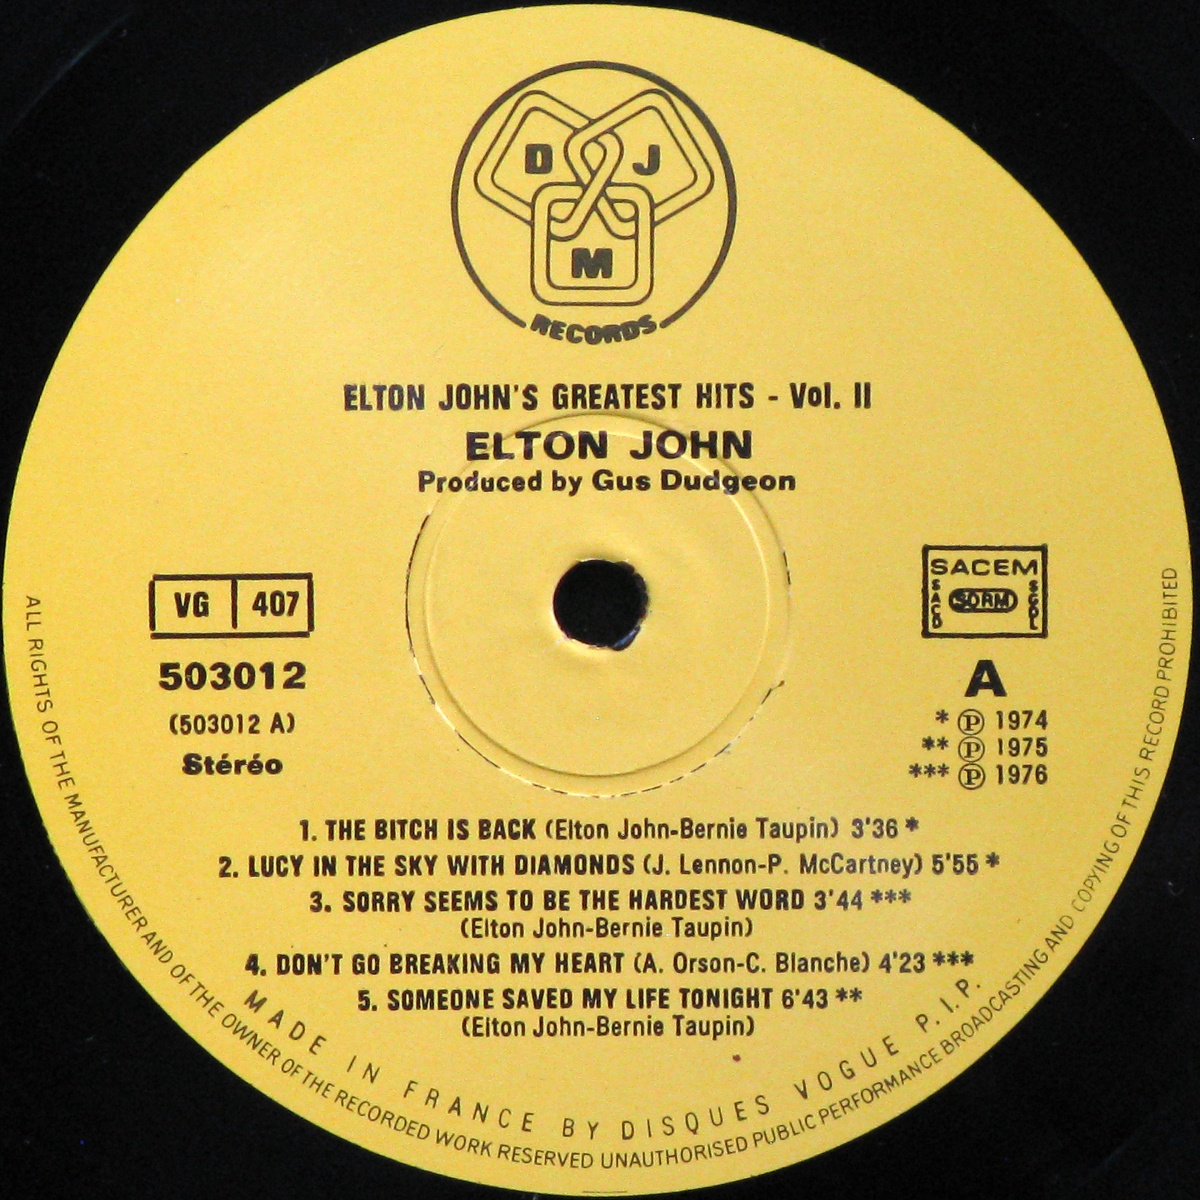 D J
M
RECORDS
ELTON JOHN'S GREATEST HITS - Vol. II
ELTON JOHN
Produced by Gus Dudgeon
VG 407
503012
(503012 A)
Stéréo
SACEM
SACD SDRM SGDL
A
* ℗ 1974
** ℗ 1975
*** ℗ 1976
1. THE BITCH IS BACK (Elton John-Bernie Taupin) 3'36 *
2. LUCY IN THE SKY WITH DIAMONDS (J. Lennon-P. McCartney) 5'55 *
3. SORRY SEEMS TO BE THE HARDEST WORD 3'44 ***
(Elton John-Bernie Taupin)
4. DON'T GO BREAKING MY HEART (A. Orson-C. Blanche) 4'23 ***
5. SOMEONE SAVED MY LIFE TONIGHT 6'43 **
(Elton John-Bernie Taupin)
MADE IN FRANCE BY DISQUES VOGUE P.I.P.
ALL RIGHTS OF THE MANUFACTURER AND OF THE OWNER OF THE RECORDED WORK RESERVED UNAUTHORISED PUBLIC PERFORMANCE BROADCASTING AND COPYING OF THIS RECORD PROHIBITED